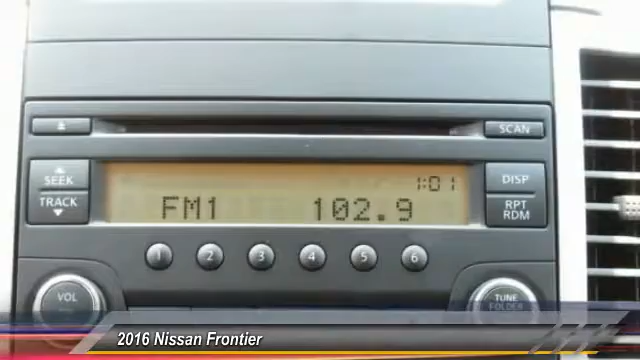 SCAN
SEEK
1:01
DISP
TRACK
FM1 102.9
RPT
RDM
1 2 3 4 5 6
VOL
TUNE
FOLDER
2016 Nissan Frontier